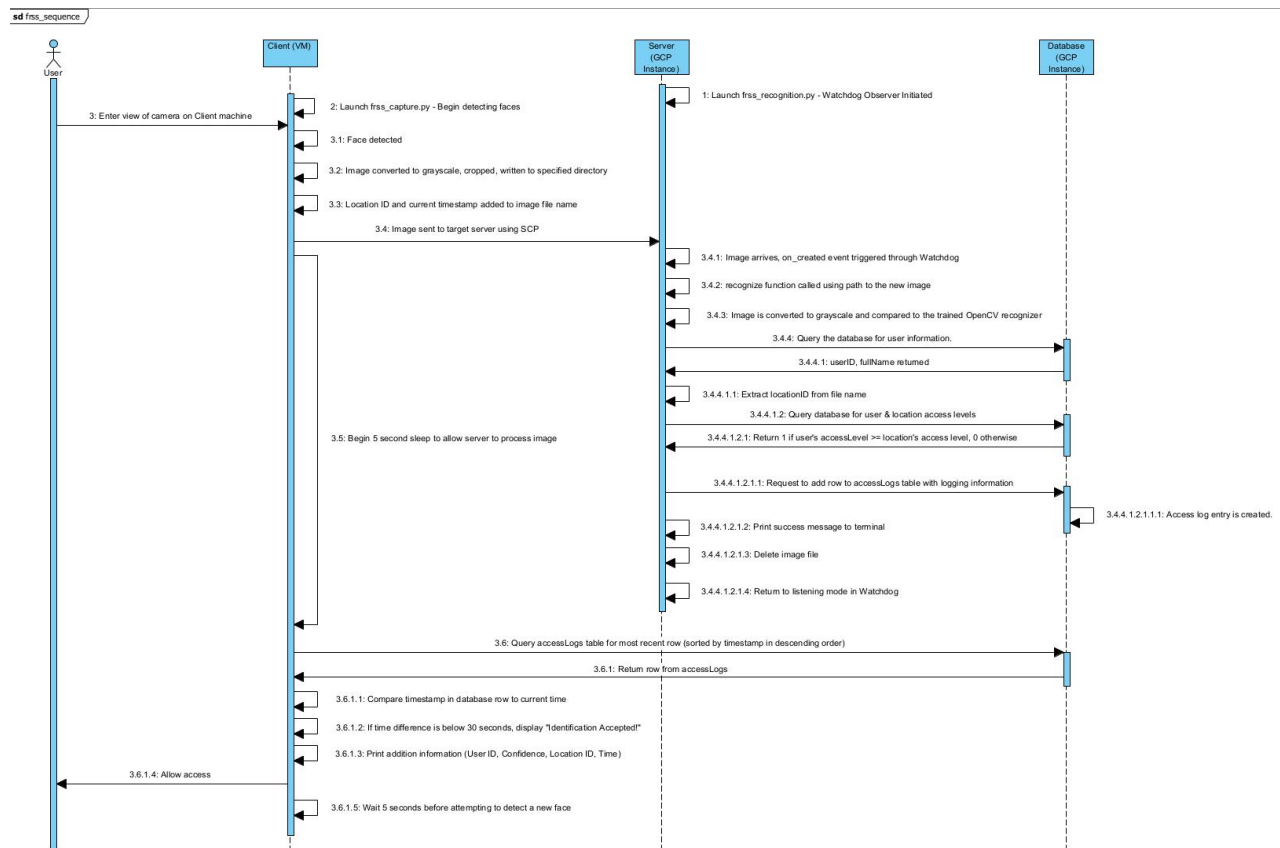 sd frss_sequence
User
Client (VM)
Server
(GCP
Instance)
Database
(GCP
Instance)
1: Launch frss_recognition.py - Watchdog Observer Initiated
2: Launch frss_capture.py - Begin detecting faces
3: Enter view of camera on Client machine
3.1: Face detected
3.2: Image converted to grayscale, cropped, written to specified directory
3.3: Location ID and current timestamp added to image file name
3.4: Image sent to target server using SCP
3.4.1: Image arrives, on_created event triggered through Watchdog
3.4.2: recognize function called using path to the new image
3.4.3: Image is converted to grayscale and compared to the trained OpenCV recognizer
3.4.4: Query the database for user information.
3.4.4.1: userID, fullName returned
3.4.4.1.1: Extract locationID from file name
3.4.4.1.2: Query database for user & location access levels
3.5: Begin 5 second sleep to allow server to process image
3.4.4.1.2.1: Return 1 if user's accessLevel >= location's access level, 0 otherwise
3.4.4.1.2.1.1: Request to add row to accessLogs table with logging information
3.4.4.1.2.1.1.1: Access log entry is created.
3.4.4.1.2.1.2: Print success message to terminal
3.4.4.1.2.1.3: Delete image file
3.4.4.1.2.1.4: Return to listening mode in Watchdog
3.6: Query accessLogs table for most recent row (sorted by timestamp in descending order)
3.6.1: Return row from accessLogs
3.6.1.1: Compare timestamp in database row to current time
3.6.1.2: If time difference is below 30 seconds, display "Identification Accepted!"
3.6.1.3: Print addition information (User ID, Confidence, Location ID, Time)
3.6.1.4: Allow access
3.6.1.5: Wait 5 seconds before attempting to detect a new face